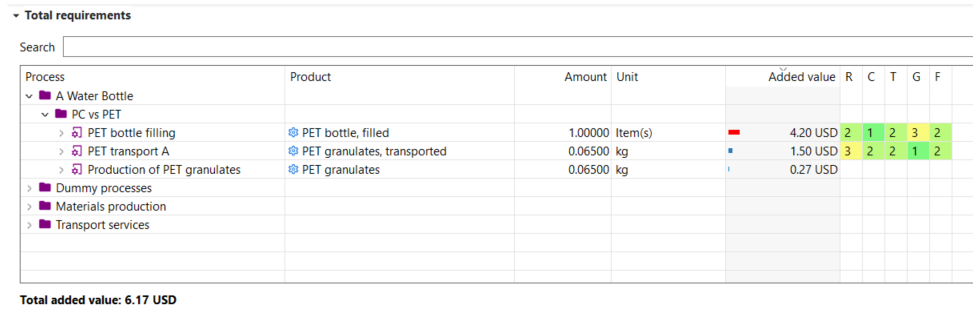 Total requirements
Search
Process Product Amount Unit Added value R C T G F
A Water Bottle
PC vs PET
PET bottle filling PET bottle, filled 1.00000 Item(s) 4.20 USD 2 1 2 3 2
PET transport A PET granulates, transported 0.06500 kg 1.50 USD 3 2 2 1 2
Production of PET granulates PET granulates 0.06500 kg 0.27 USD
Dummy processes
Materials production
Transport services
Total added value: 6.17 USD